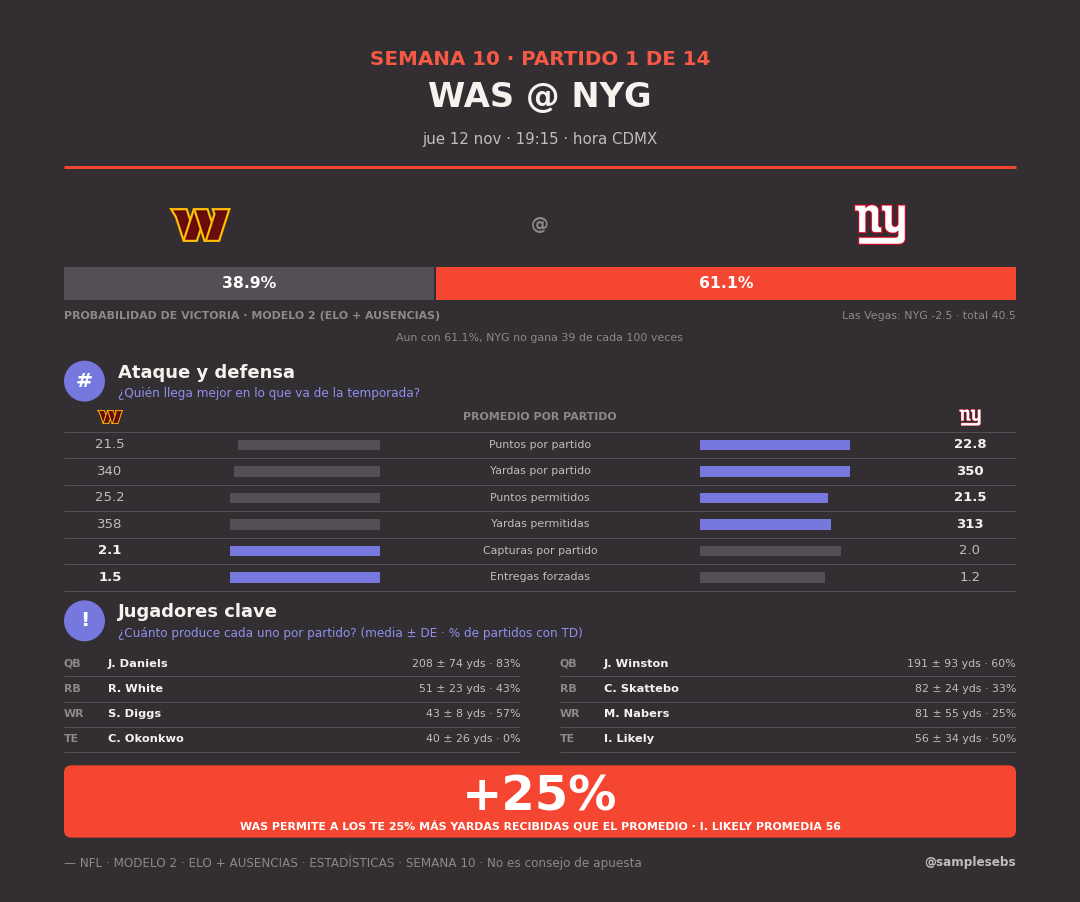 SEMANA 10 · PARTIDO 1 DE 14
WAS @ NYG
jue 12 nov · 19:15 · hora CDMX
W @ ny
38.9% 61.1%
PROBABILIDAD DE VICTORIA · MODELO 2 (ELO + AUSENCIAS) Las Vegas: NYG -2.5 · total 40.5
Aun con 61.1%, NYG no gana 39 de cada 100 veces
# Ataque y defensa
¿Quién llega mejor en lo que va de la temporada?
W PROMEDIO POR PARTIDO ny
21.5 Puntos por partido 22.8
340 Yardas por partido 350
25.2 Puntos permitidos 21.5
358 Yardas permitidas 313
2.1 Capturas por partido 2.0
1.5 Entregas forzadas 1.2
! Jugadores clave
¿Cuánto produce cada uno por partido? (media ± DE · % de partidos con TD)
QB J. Daniels 208 ± 74 yds · 83% QB J. Winston 191 ± 93 yds · 60%
RB R. White 51 ± 23 yds · 43% RB C. Skattebo 82 ± 24 yds · 33%
WR S. Diggs 43 ± 8 yds · 57% WR M. Nabers 81 ± 55 yds · 25%
TE C. Okonkwo 40 ± 26 yds · 0% TE I. Likely 56 ± 34 yds · 50%
+25%
WAS PERMITE A LOS TE 25% MÁS YARDAS RECIBIDAS QUE EL PROMEDIO · I. LIKELY PROMEDIA 56
— NFL · MODELO 2 · ELO + AUSENCIAS · ESTADÍSTICAS · SEMANA 10 · No es consejo de apuesta @samplesebs